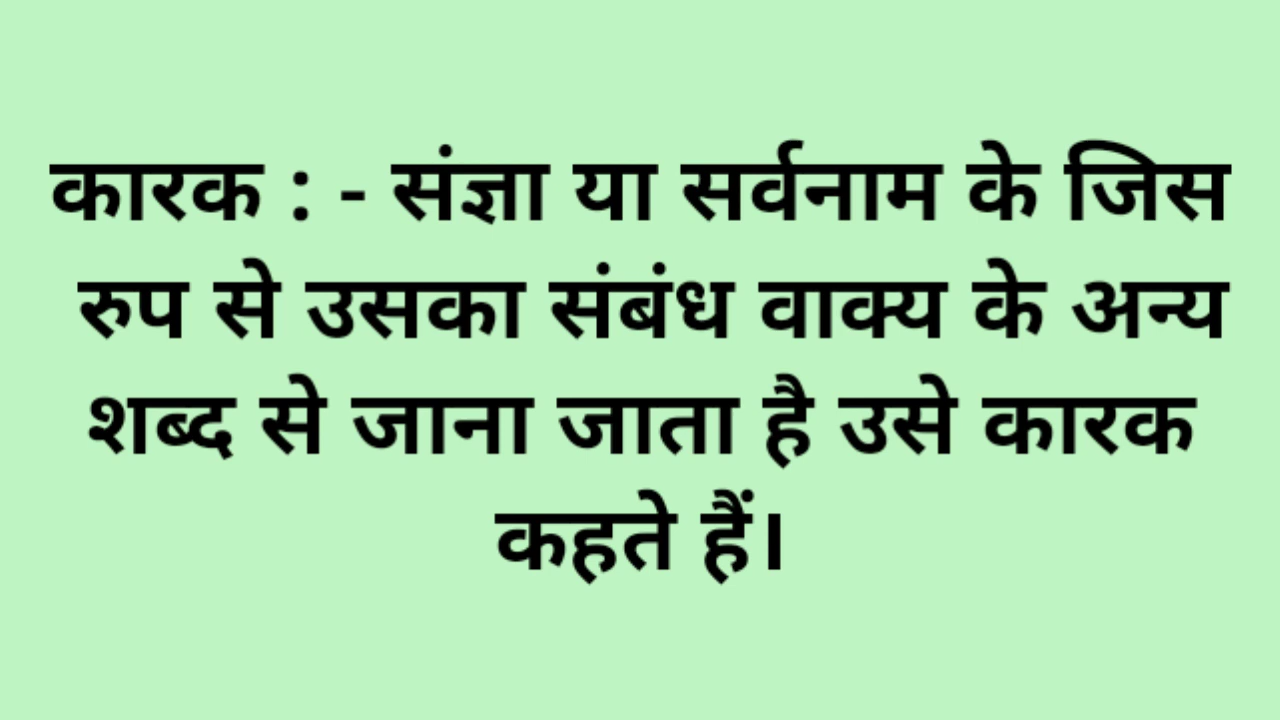 कारक : - संज्ञा या सर्वनाम के जिस
रुप से उसका संबंध वाक्य के अन्य
शब्द से जाना जाता है उसे कारक
कहते हैं।